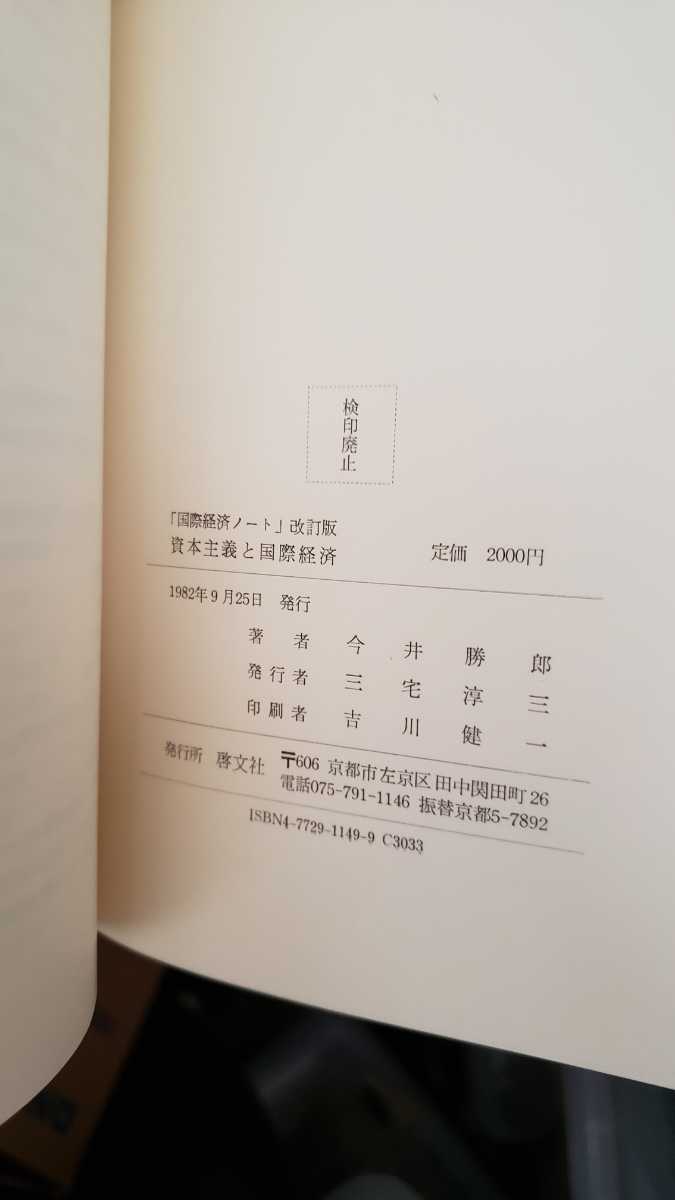 検印廃止
「国際経済ノート」改訂版
資本主義と国際経済 定価 2000円
1982年9月25日 発行
著者 今井勝郎
発行者 三宅淳三
印刷者 吉川健一
発行所 啓文社 〒606 京都市左京区田中関田町26
電話075-791-1146 振替京都5-7892
ISBN4-7729-1149-9 C3033